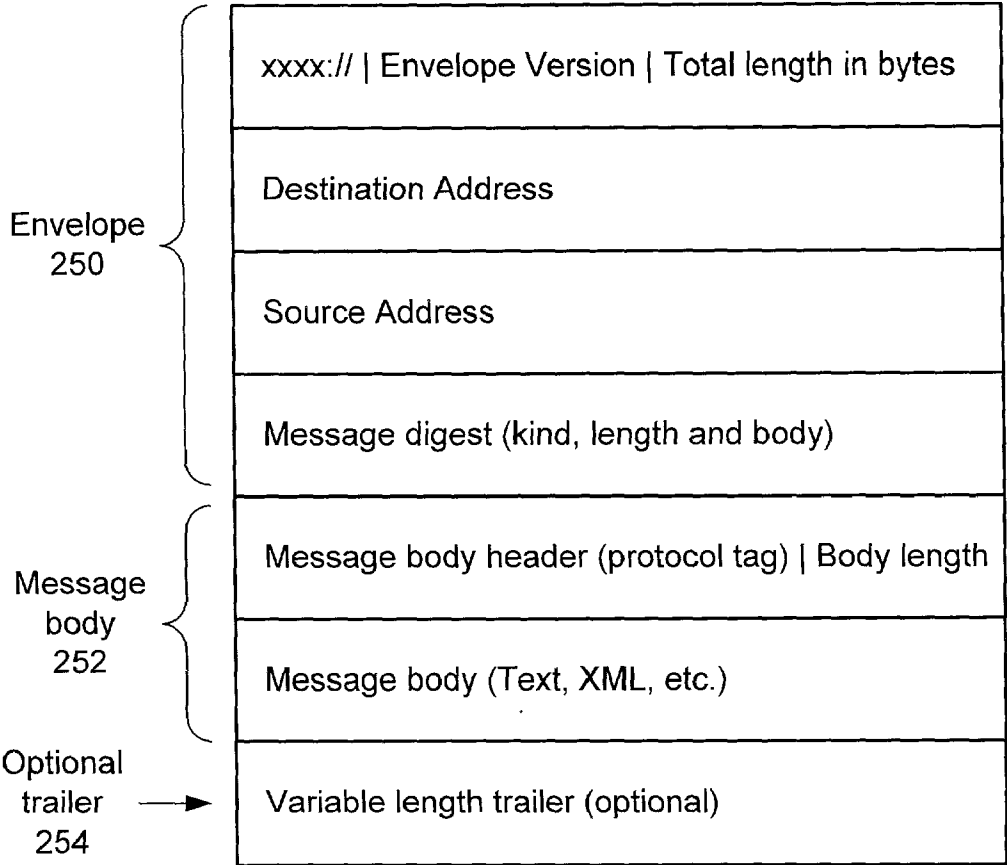 xxxx:// | Envelope Version | Total length in bytes
Destination Address
Envelope
250
Source Address
Message digest (kind, length and body)
Message body header (protocol tag) | Body length
Message
body
252
Message body (Text, XML, etc.)
Optional
trailer
254
Variable length trailer (optional)